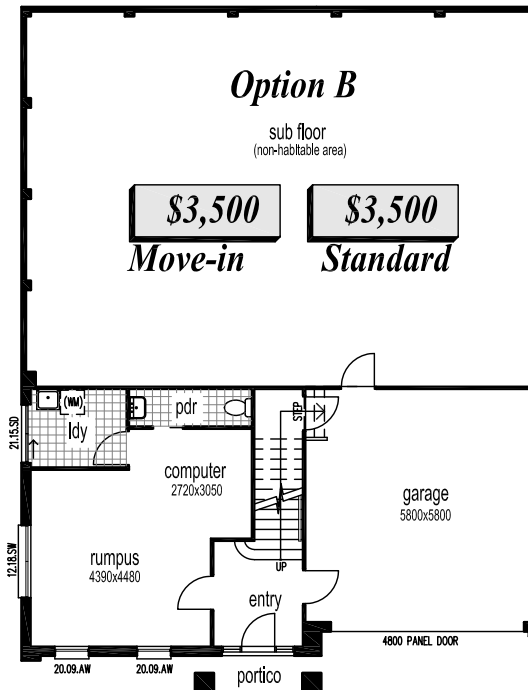 Option B
sub floor
(non-habitable area)
$3,500 $3,500
Move-in Standard
(WM)
pdr
ldy
STEP
21.15.SD
computer
2720x3050
garage
5800x5800
12.18.SW
rumpus
4390x4480
UP
entry
4800 PANEL DOOR
20.09.AW 20.09.AW
portico